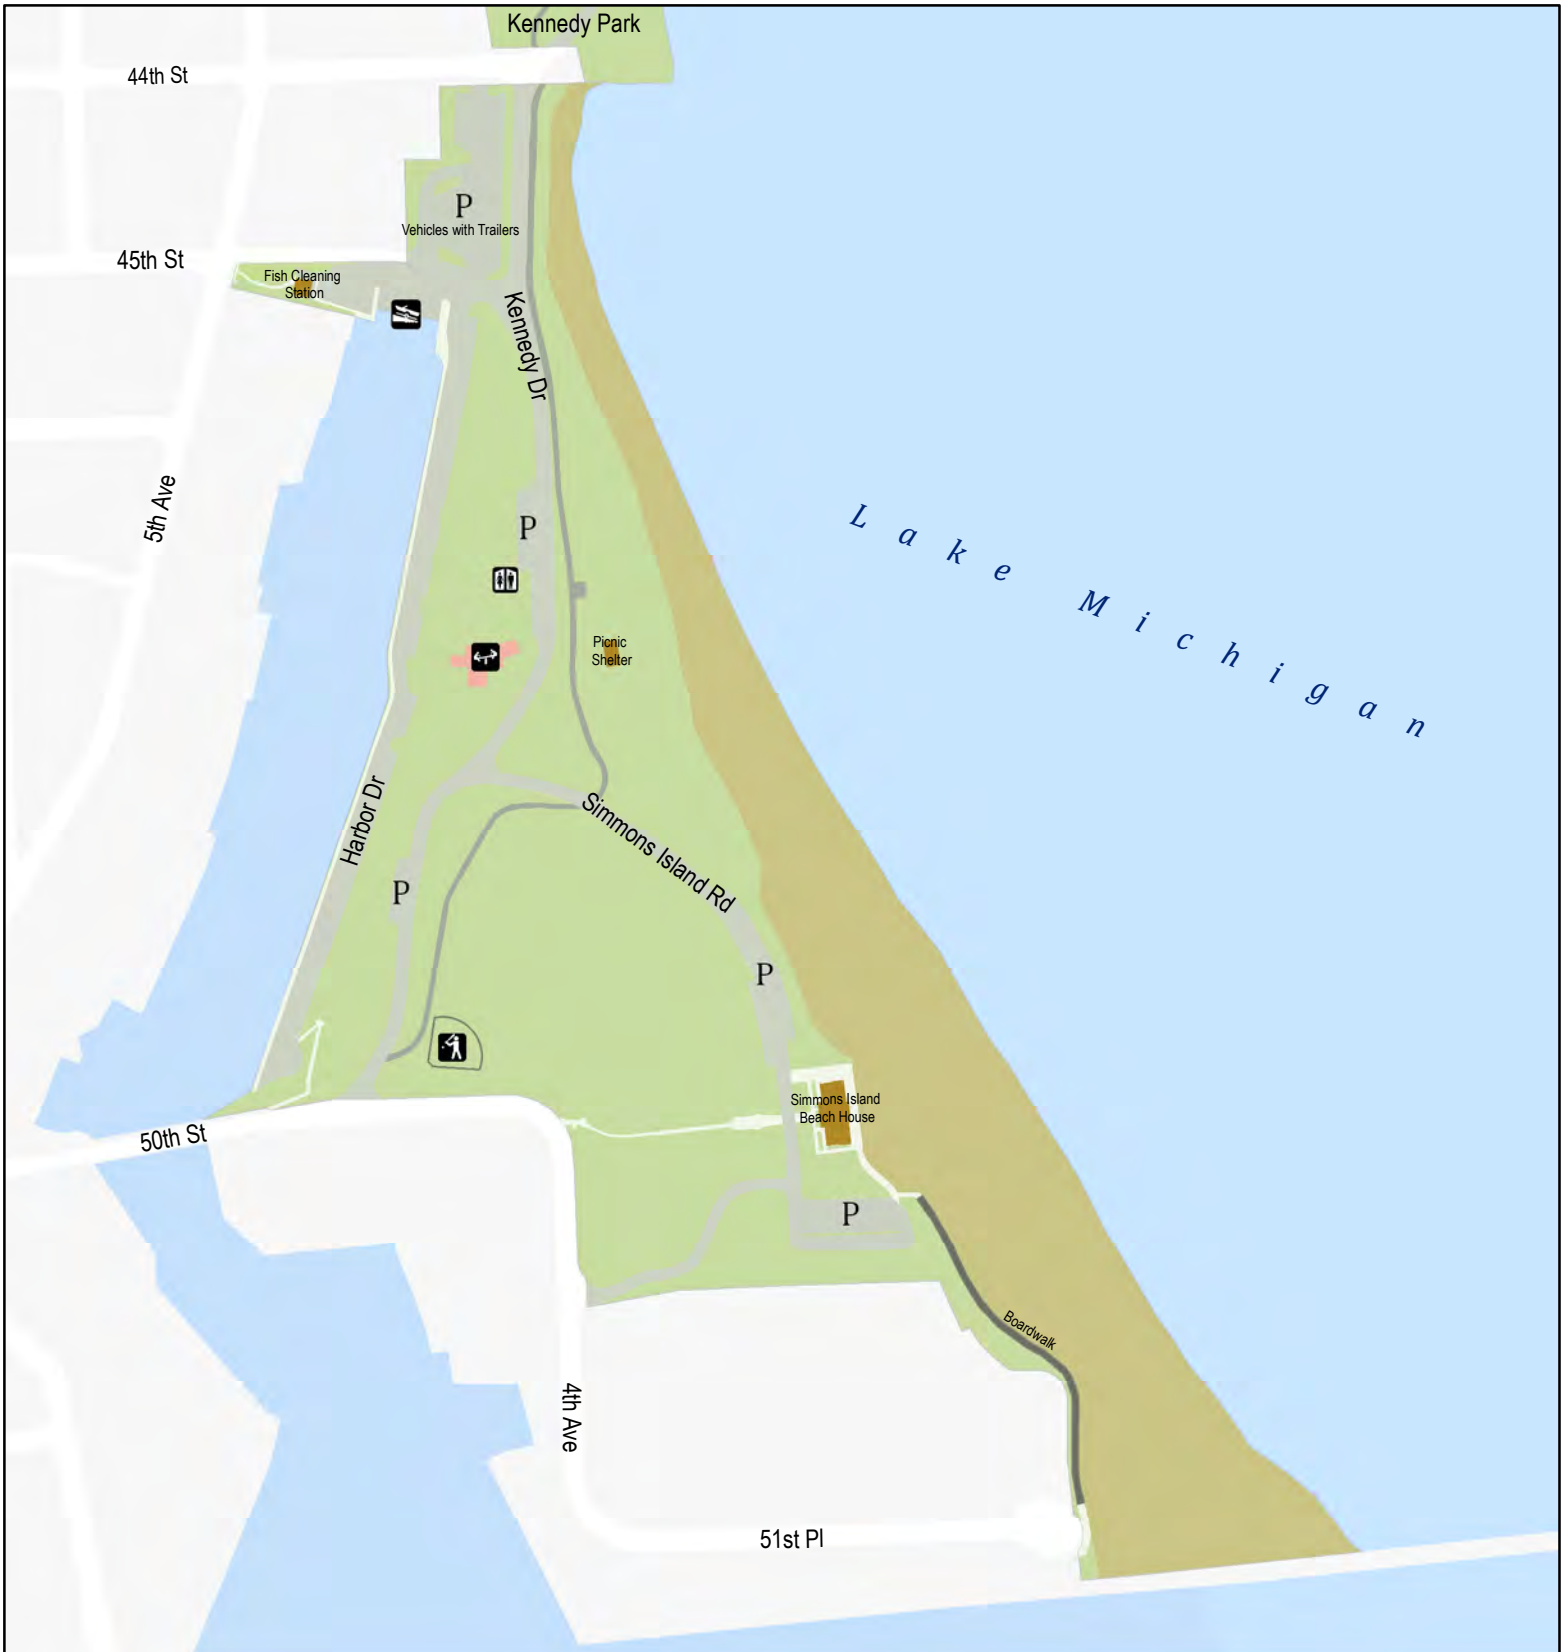 Kennedy Park
44th St
P
Vehicles with Trailers
45th St
Fish Cleaning
Station
Kennedy Dr
5th Ave
P
Lake Michigan
Picnic
Shelter
Harbor Dr
Simmons Island Rd
P
P
Simmons Island
Beach House
50th St
P
Boardwalk
4th Ave
51st Pl